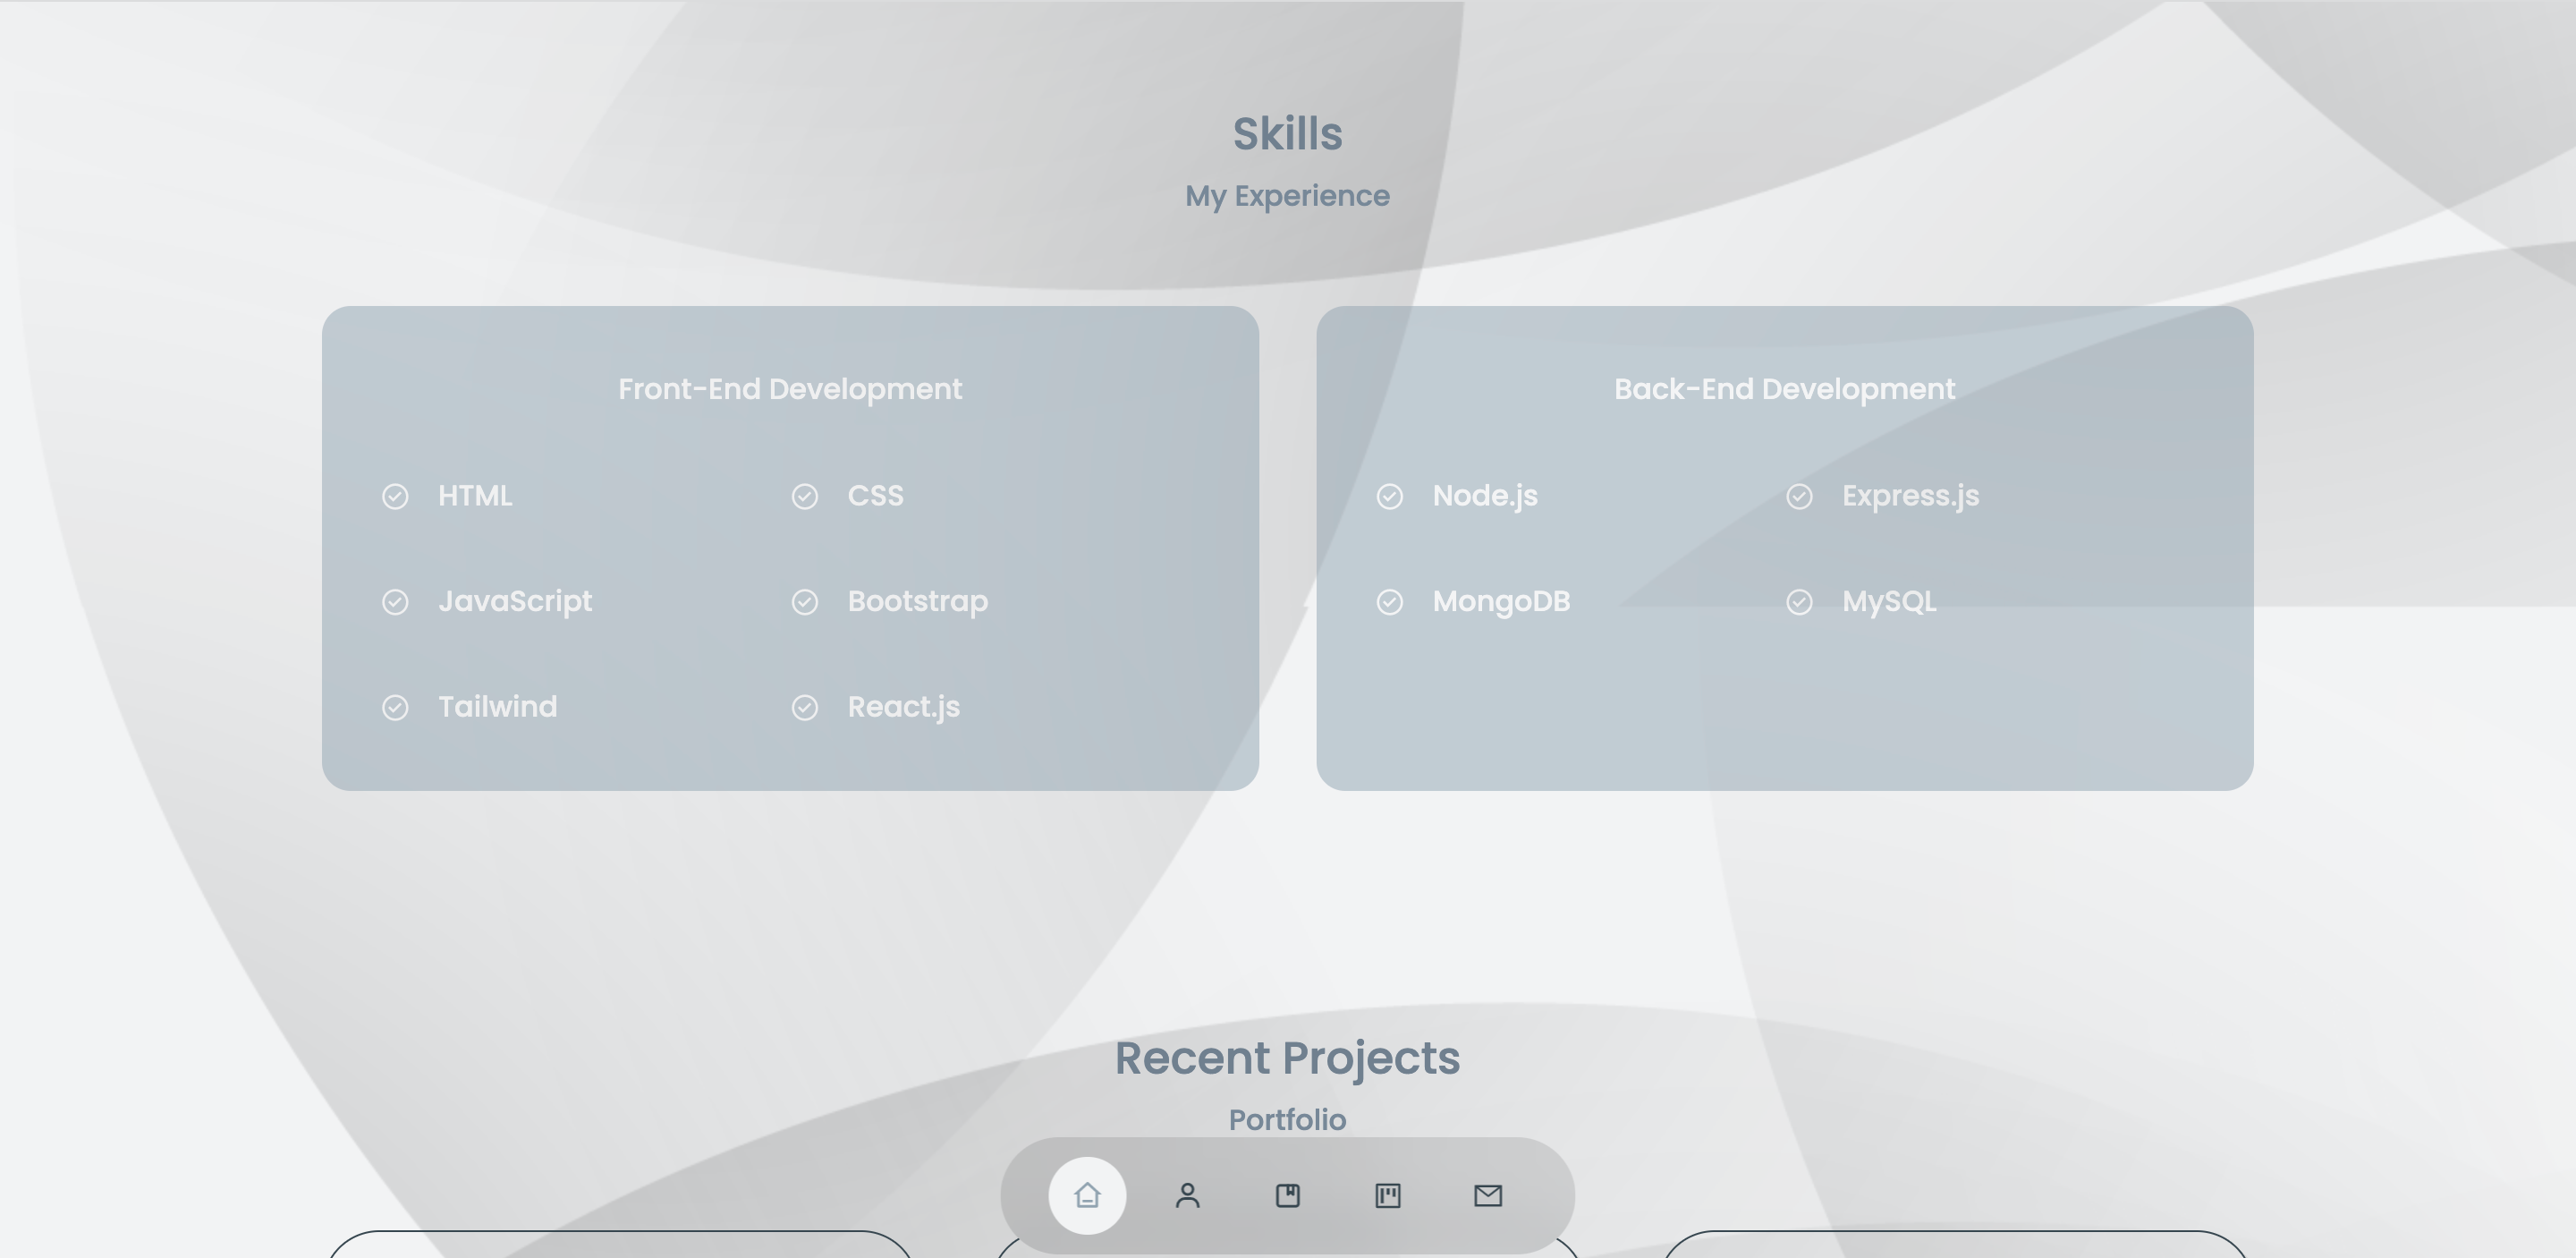 Skills
My Experience
Front-End Development
HTML
CSS
JavaScript
Bootstrap
Tailwind
React.js
Back-End Development
Node.js
Express.js
MongoDB
MySQL
Recent Projects
Portfolio